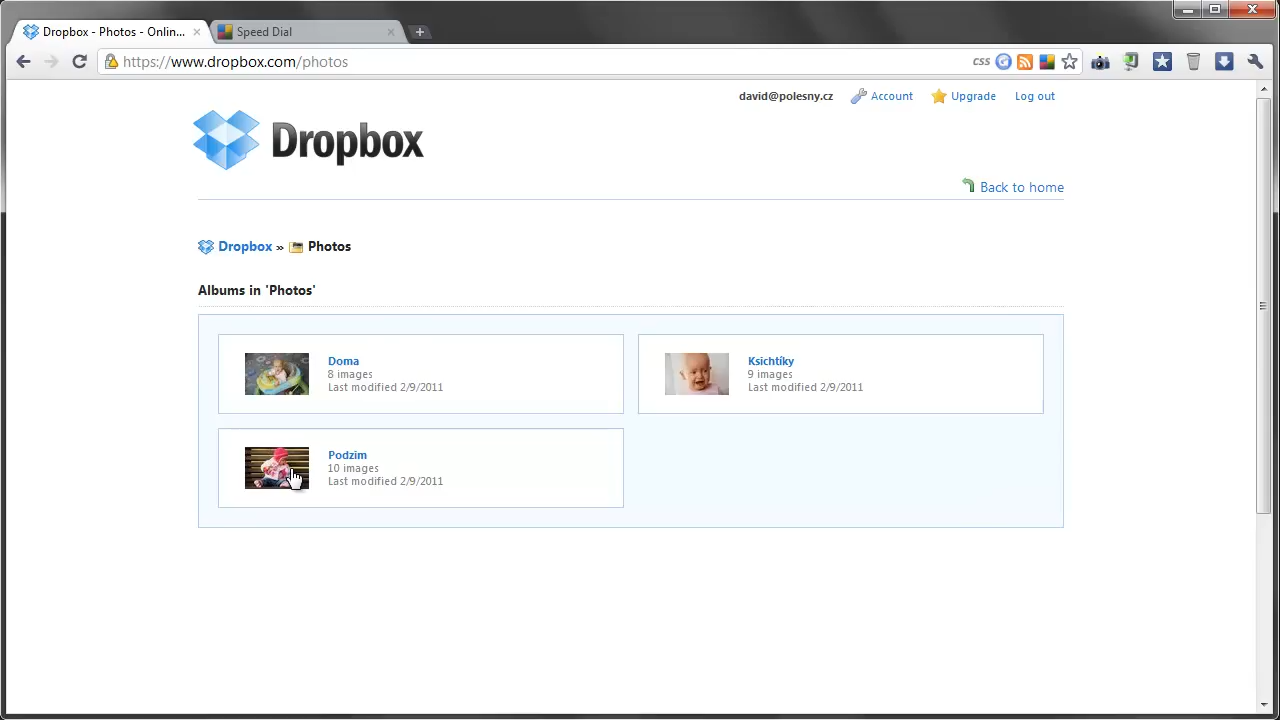 Dropbox - Photos - Onlin...
Speed Dial
https://www.dropbox.com/photos
css
david@polesny.cz Account Upgrade Log out
Dropbox
Back to home
Dropbox » Photos
Albums in 'Photos'
Doma
8 images
Last modified 2/9/2011
Ksichtíky
9 images
Last modified 2/9/2011
Podzim
10 images
Last modified 2/9/2011